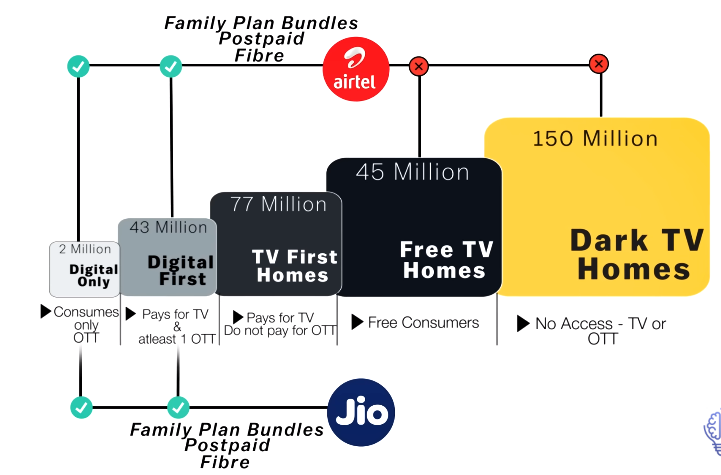 Family Plan Bundles
Postpaid
Fibre
airtel
150 Million
45 Million
77 Million
43 Million
2 Million
Digital
Only
Digital
First
TV First
Homes
Free TV
Homes
Dark TV
Homes
Consumes
only
OTT
Pays for TV
&
atleast 1 OTT
Pays for TV
Do not pay for OTT
Free Consumers
No Access - TV or
OTT
Jio
Family Plan Bundles
Postpaid
Fibre